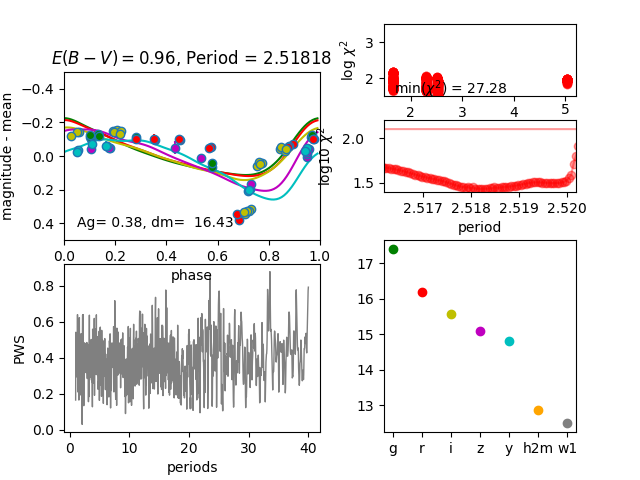 E(B − V) = 0.96, Period = 2.51818
magnitude - mean
−0.4
−0.2
0.0
0.2
0.4
Ag= 0.38, dm=  16.43
0.0 0.2 0.4 0.6 0.8 1.0
phase
log χ²
3
2
min(χ²) = 27.28
2 3 4 5
log10 χ²
2.0
1.5
2.517 2.518 2.519 2.520
period
PWS
0.8
0.6
0.4
0.2
0.0
0 10 20 30 40
periods
17
16
15
14
13
g r i z y h2m w1